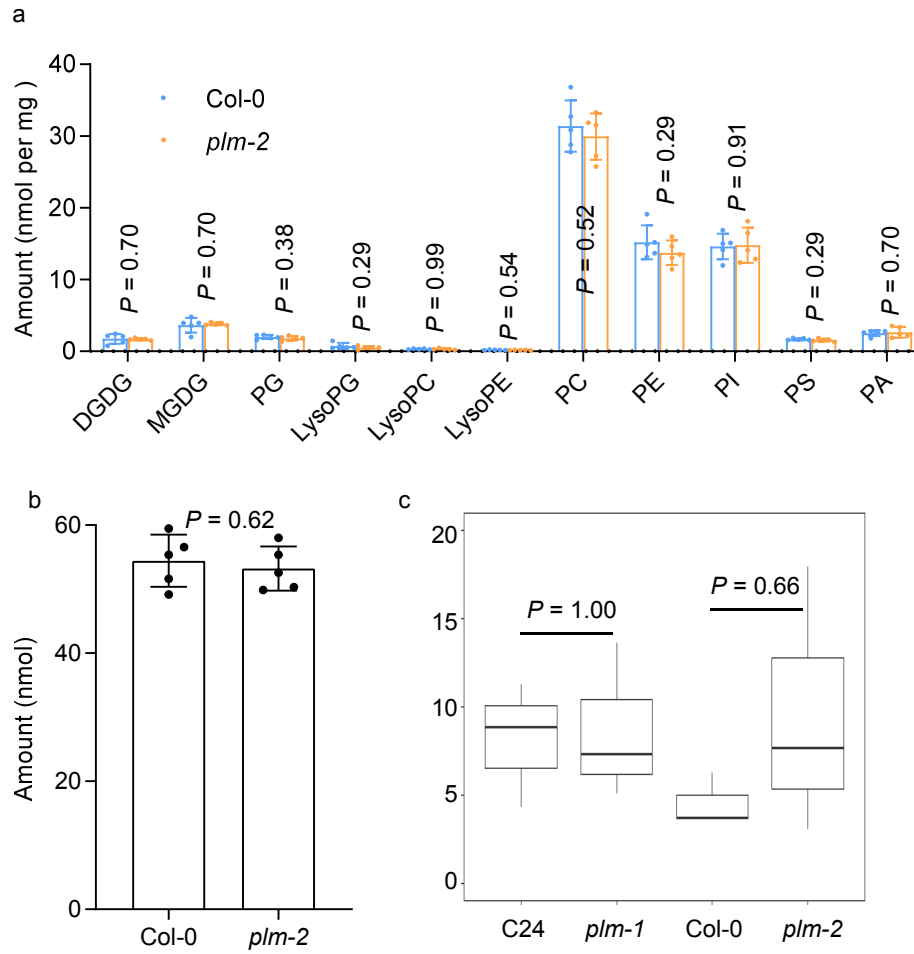 a
Amount (nmol per mg )
40
30
20
10
0
Col-0
plm-2
P = 0.70
P = 0.70
P = 0.38
P = 0.29
P = 0.99
P = 0.54
P = 0.52
P = 0.29
P = 0.91
P = 0.29
P = 0.70
DGDG
MGDG
PG
LysoPG
LysoPC
LysoPE
PC
PE
PI
PS
PA
b
Amount (nmol)
60
40
20
0
P = 0.62
Col-0
plm-2
c
20
15
10
5
0
P = 1.00
P = 0.66
C24
plm-1
Col-0
plm-2